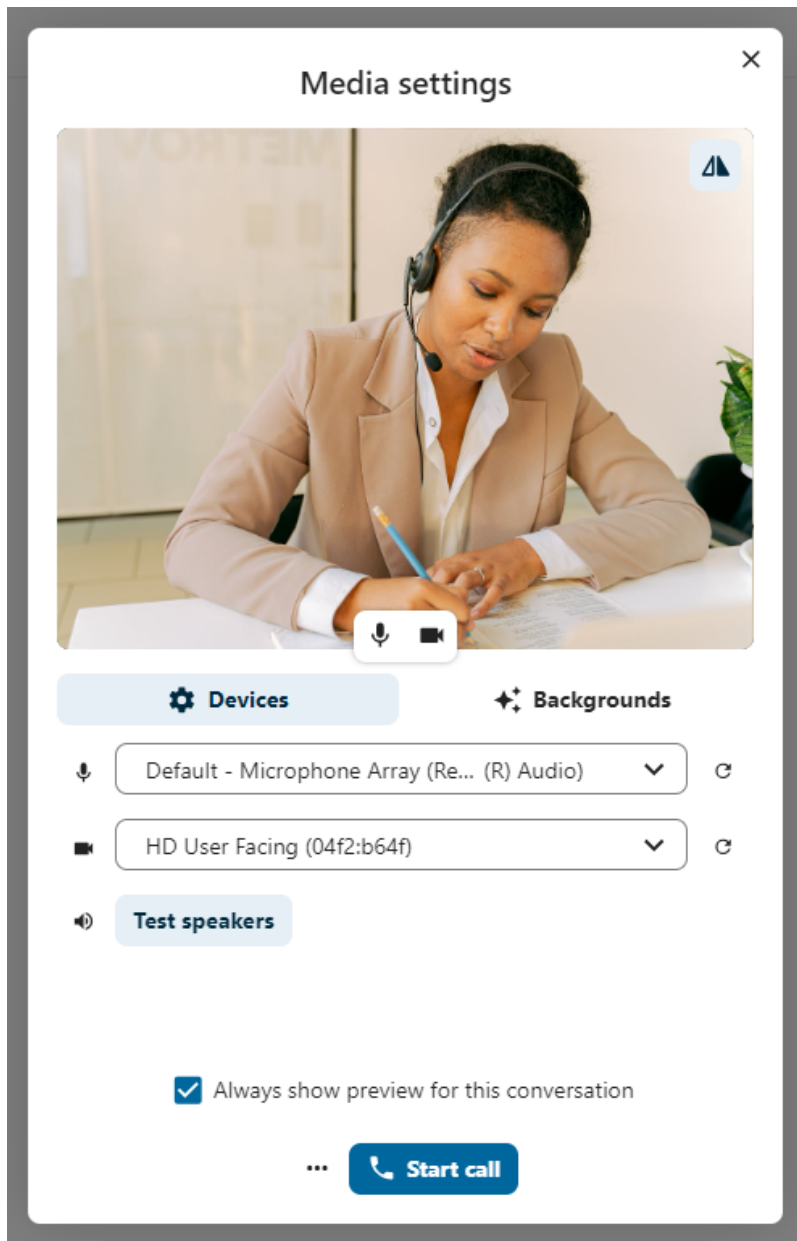 Media settings
METROV
Devices
Backgrounds
Default - Microphone Array (Re... (R) Audio)
HD User Facing (04f2:b64f)
Test speakers
Always show preview for this conversation
Start call